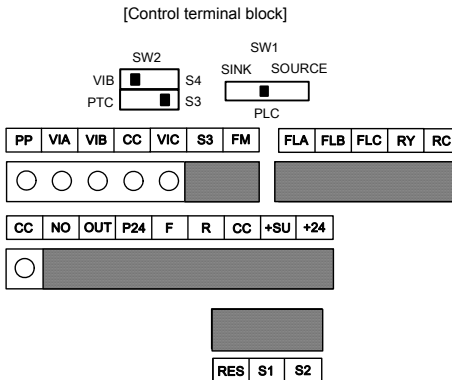 [Control terminal block]
SW2
SW1
VIB S4
SINK SOURCE
PTC S3
PLC
PP VIA VIB CC VIC S3 FM FLA FLB FLC RY RC
CC NO OUT P24 F R CC +SU +24
RES S1 S2